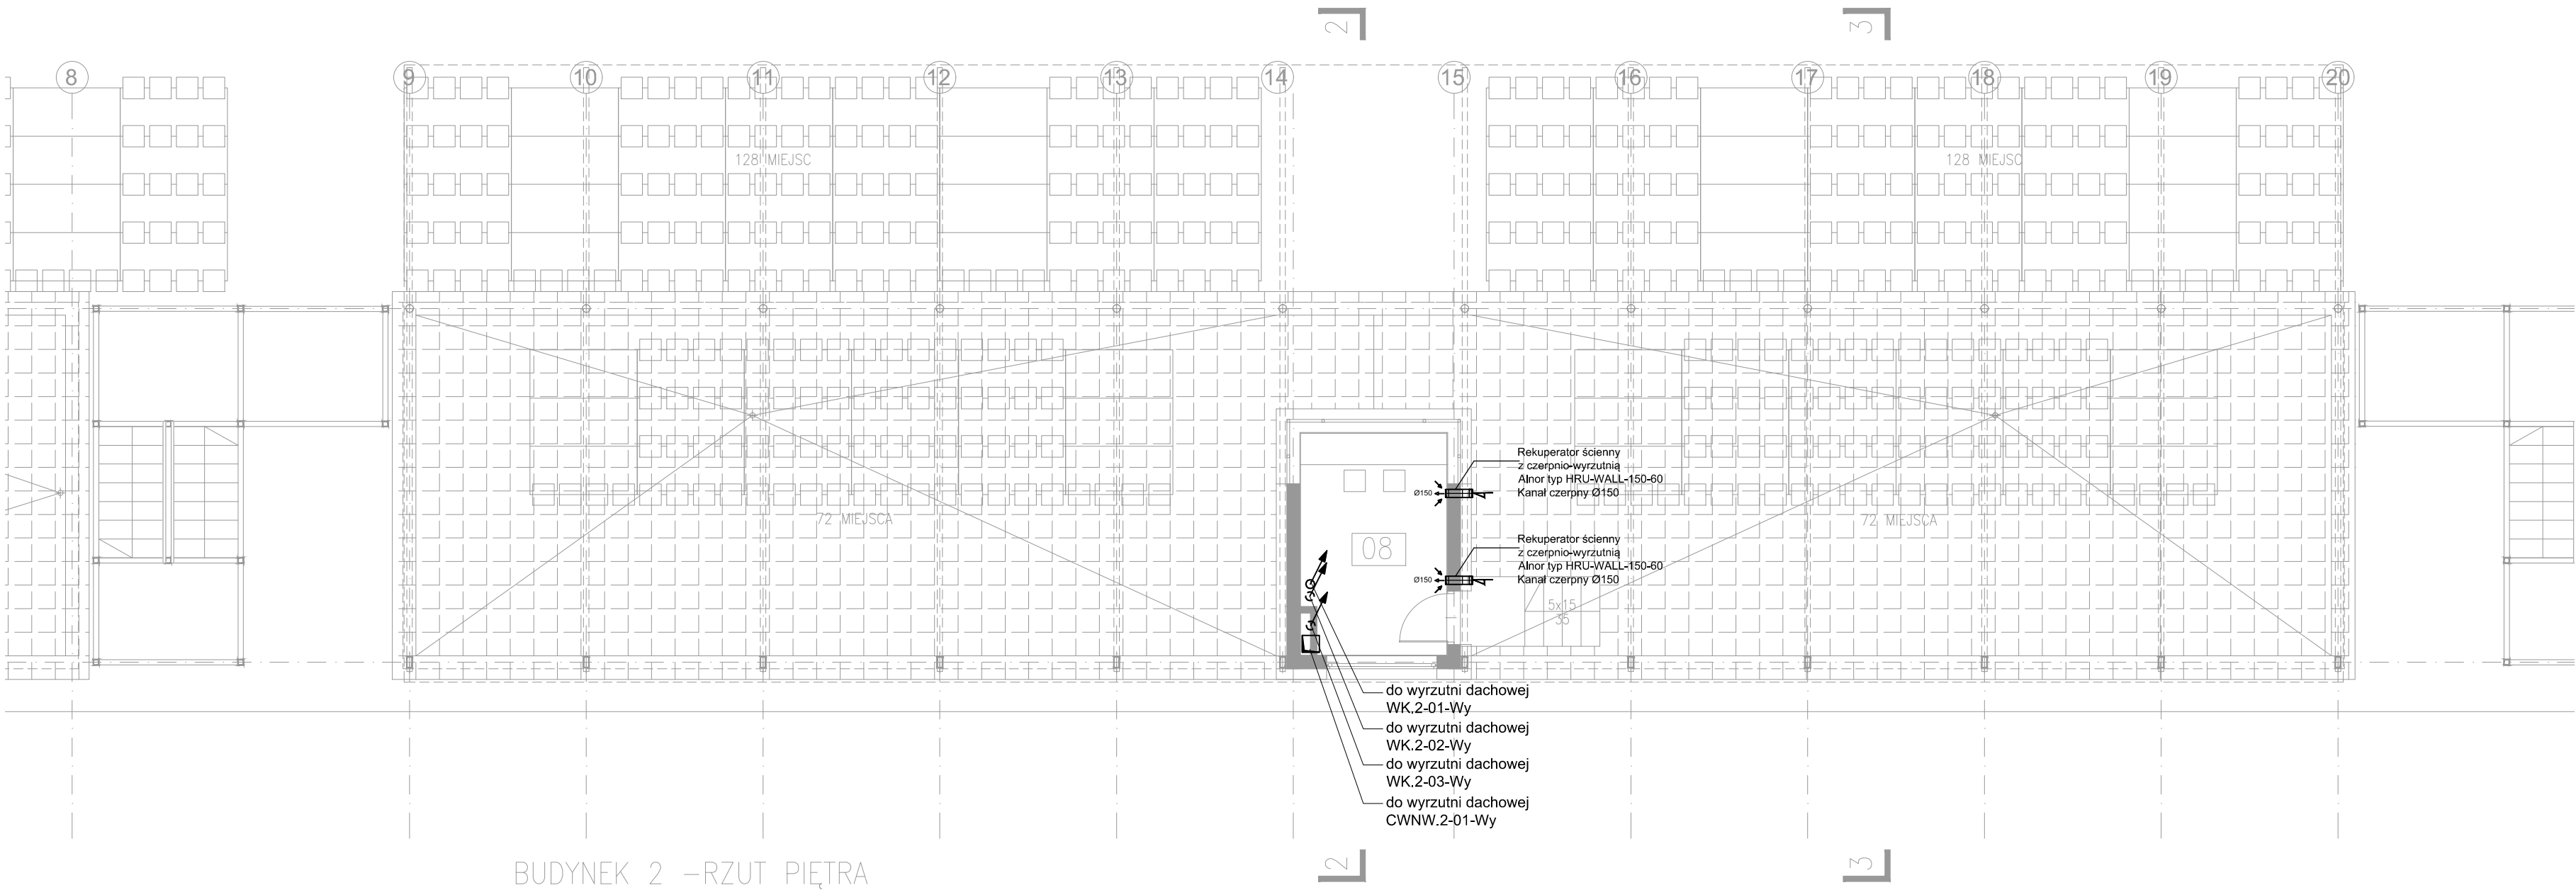 2
3
8
9
10
11
12
13
14
15
16
17
18
19
20
128 MIEJSC
128 MIEJSC
Rekuperator ścienny
z czerpnio-wyrzutnią
Alnor typ HRU-WALL-150-60
Kanał czerpny Ø150
Ø150
72 MIEJSCA
72 MIEJSCA
08
Rekuperator ścienny
z czerpnio-wyrzutnią
Alnor typ HRU-WALL-150-60
Kanał czerpny Ø150
Ø150
5x15
35
do wyrzutni dachowej
WK.2-01-Wy
do wyrzutni dachowej
WK.2-02-Wy
do wyrzutni dachowej
WK.2-03-Wy
do wyrzutni dachowej
CWNW.2-01-Wy
BUDYNEK 2 –RZUT PIĘTRA
2
3